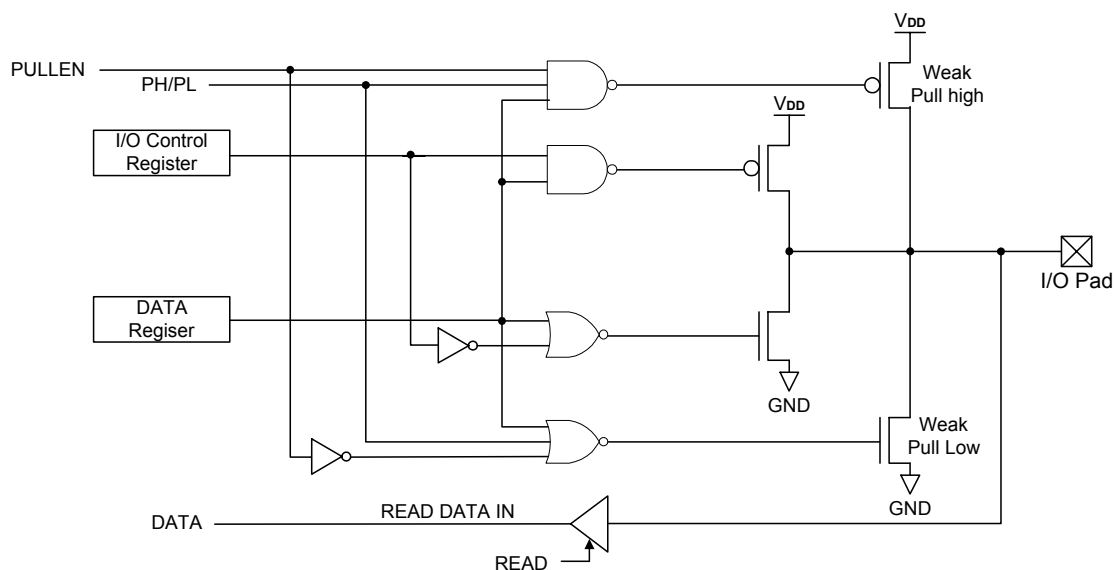 VDD
PULLEN
PH/PL
Weak
Pull high
VDD
I/O Control
Register
I/O Pad
DATA
Regiser
GND
Weak
Pull Low
GND
DATA
READ DATA IN
READ